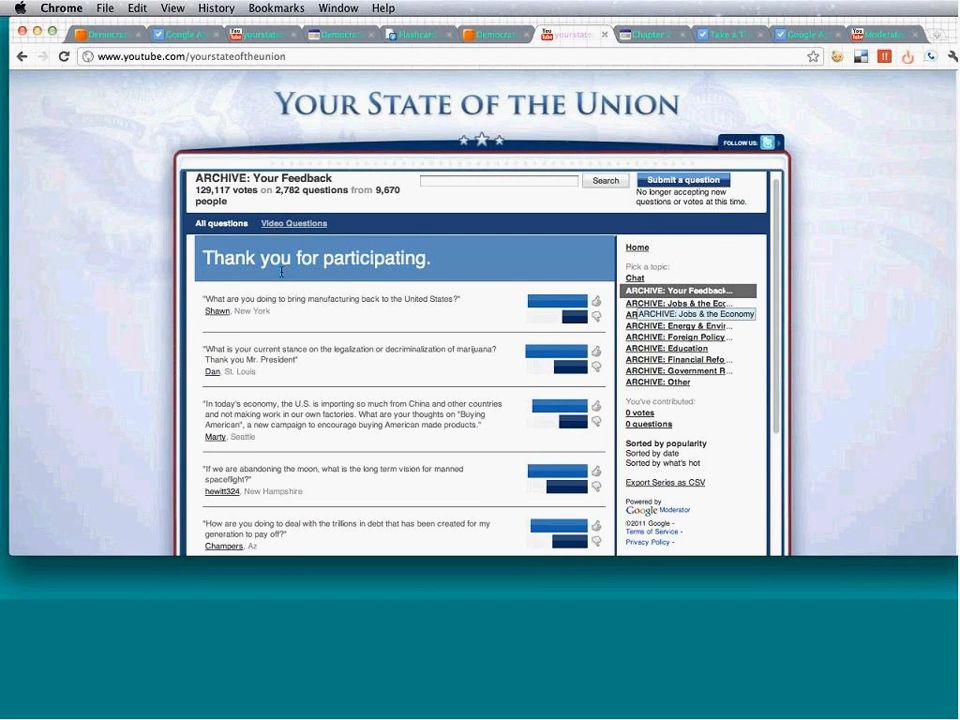 Chrome File Edit View History Bookmarks Window Help
www.youtube.com/yourstateoftheunion
YOUR STATE OF THE UNION
FOLLOW US:
ARCHIVE: Your Feedback
129,117 votes on 2,782 questions from 9,670
people
Search
Submit a question
No longer accepting new
questions or votes at this time.
All questions Video Questions
Thank you for participating.
"What are you doing to bring manufacturing back to the United States?"
Shawn, New York
"What is your current stance on the legalization or decriminalization of marijuana?
Thank you Mr. President"
Dan, St. Louis
"In today's economy, the U.S. is importing so much from China and other countries
and not making work in our own factories. What are your thoughts on "Buying
American", a new campaign to encourage buying American made products."
Marty, Seattle
"If we are abandoning the moon, what is the long term vision for manned
spaceflight?"
hewitt324, New Hampshire
"How are you doing to deal with the trillions in debt that has been created for my
generation to pay off?"
Champers, Az
Home
Pick a topic:
Chat
ARCHIVE: Your Feedback...
ARCHIVE: Jobs & the Ec...
ARCHIVE: Jobs & the Economy
ARCHIVE: Energy & Envir...
ARCHIVE: Foreign Policy...
ARCHIVE: Education
ARCHIVE: Financial Refo...
ARCHIVE: Government R...
ARCHIVE: Other
You've contributed:
0 votes
0 questions
Sorted by popularity
Sorted by date
Sorted by what's hot
Export Series as CSV
Powered by
Google Moderator
©2011 Google -
Terms of Service -
Privacy Policy -